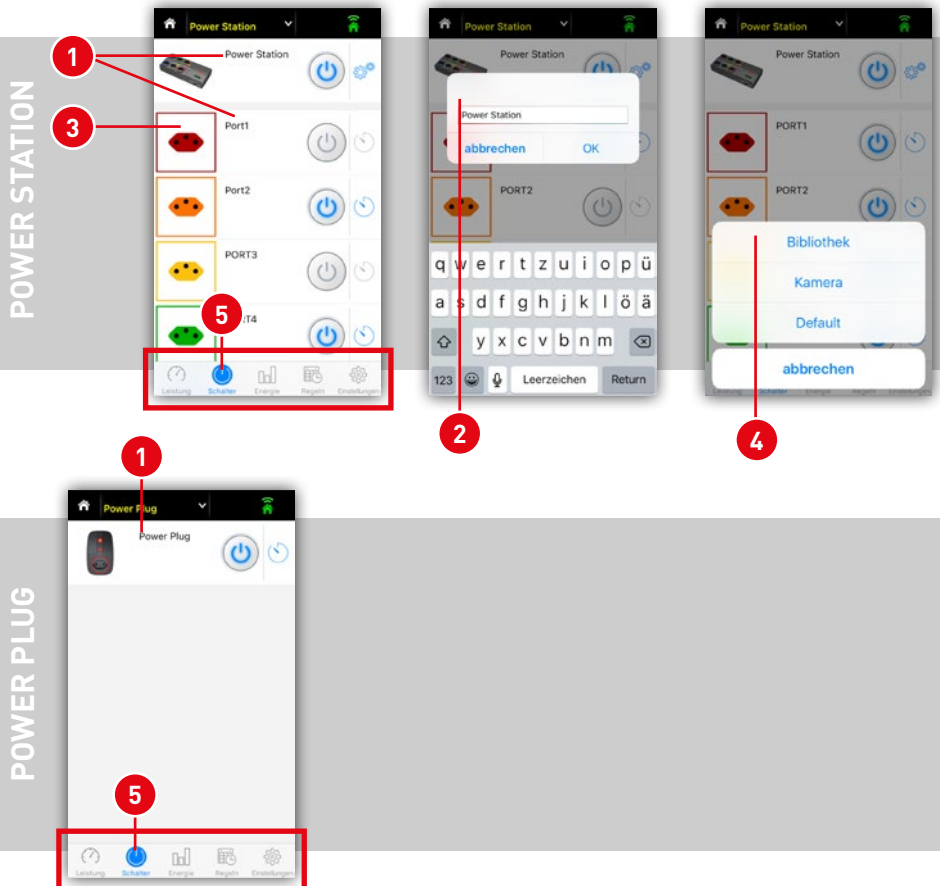 POWER STATION
Power Station
1
Power Station
3
Port1
Port2
PORT3
5
T4
Leistung Schalter Energie Regeln Einstellungen
Power Station
Power Station
Power Station
abbrechen OK
PORT2
q w e r t z u i o p ü
a s d f g h j k l ö ä
y x c v b n m
123 Leerzeichen Return
2
Power Station
Power Station
PORT1
PORT2
Bibliothek
Kamera
Default
abbrechen
Schalter
4
POWER PLUG
1
Power Plug
Power Plug
5
Leistung Schalter Energie Regeln Einstellungen